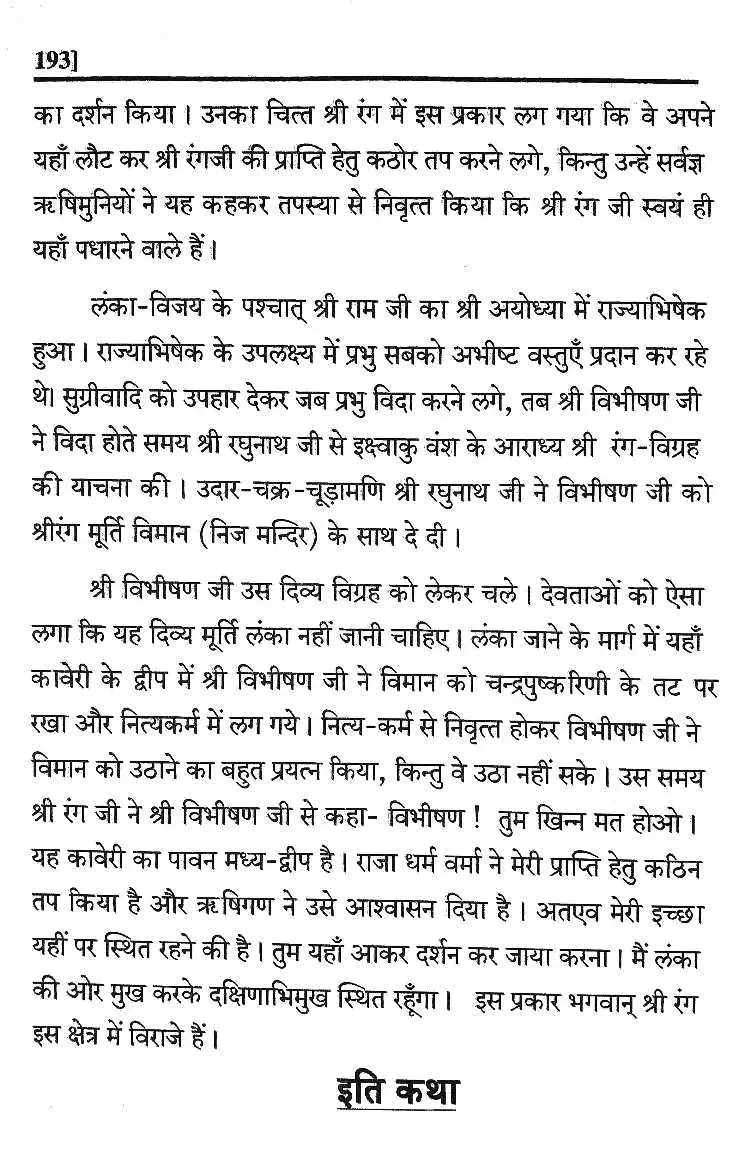 193]
का दर्शन किया । उनका चित्त श्री रंग में इस प्रकार लग गया कि वे अपने
यहाँ लौट कर श्री रंगजी की प्राप्ति हेतु कठोर तप करने लगे, किन्तु उन्हें सर्वज्ञ
ऋषिमुनियों ने यह कहकर तपस्या से निवृत्त किया कि श्री रंग जी स्वयं ही
यहाँ पधारने वाले हैं ।
लंका-विजय के पश्चात् श्री राम जी का श्री अयोध्या में राज्याभिषेक
हुआ । राज्याभिषेक के उपलक्ष्य में प्रभु सबको अभीष्ट वस्तुएँ प्रदान कर रहे
थे। सुग्रीवादि को उपहार देकर जब प्रभु विदा करने लगे, तब श्री विभीषण जी
ने विदा होते समय श्री रघुनाथ जी से इक्ष्वाकु वंश के आराध्य श्री रंग-विग्रह
की याचना की । उदार-चक्र-चूड़ामणि श्री रघुनाथ जी ने विभीषण जी को
श्रीरंग मूर्ति विमान (निज मन्दिर) के साथ दे दी ।
श्री विभीषण जी उस दिव्य विग्रह को लेकर चले । देवताओं को ऐसा
लगा कि यह दिव्य मूर्ति लंका नहीं जानी चाहिए । लंका जाने के मार्ग में यहाँ
कावेरी के द्वीप में श्री विभीषण जी ने विमान को चन्द्रपुष्करिणी के तट पर
रखा और नित्यकर्म में लग गये । नित्य-कर्म से निवृत्त होकर विभीषण जी ने
विमान को उठाने का बहुत प्रयत्न किया, किन्तु वे उठा नहीं सके । उस समय
श्री रंग जी ने श्री विभीषण जी से कहा- विभीषण ! तुम खिन्न मत होओ ।
यह कावेरी का पावन मध्य-द्वीप है । राजा धर्म वर्मा ने मेरी प्राप्ति हेतु कठिन
तप किया है और ऋषिगण ने उसे आश्वासन दिया है । अतएव मेरी इच्छा
यहीं पर स्थित रहने की है । तुम यहाँ आकर दर्शन कर जाया करना । मैं लंका
की ओर मुख करके दक्षिणाभिमुख स्थित रहूँगा । इस प्रकार भगवान् श्री रंग
इस क्षेत्र में विराजे हैं ।
इति कथा